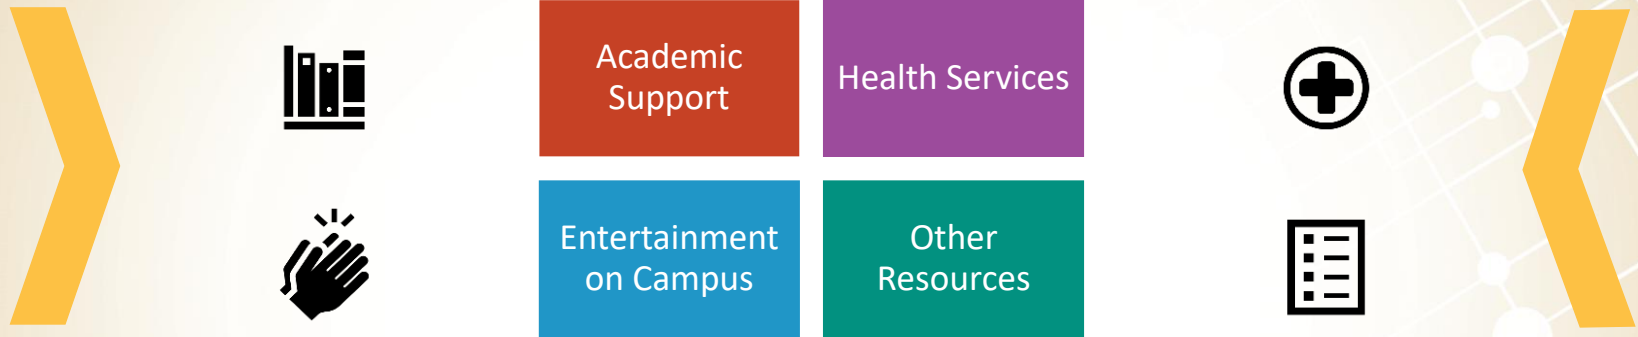 Academic
Support
Health Services
Entertainment
on Campus
Other
Resources